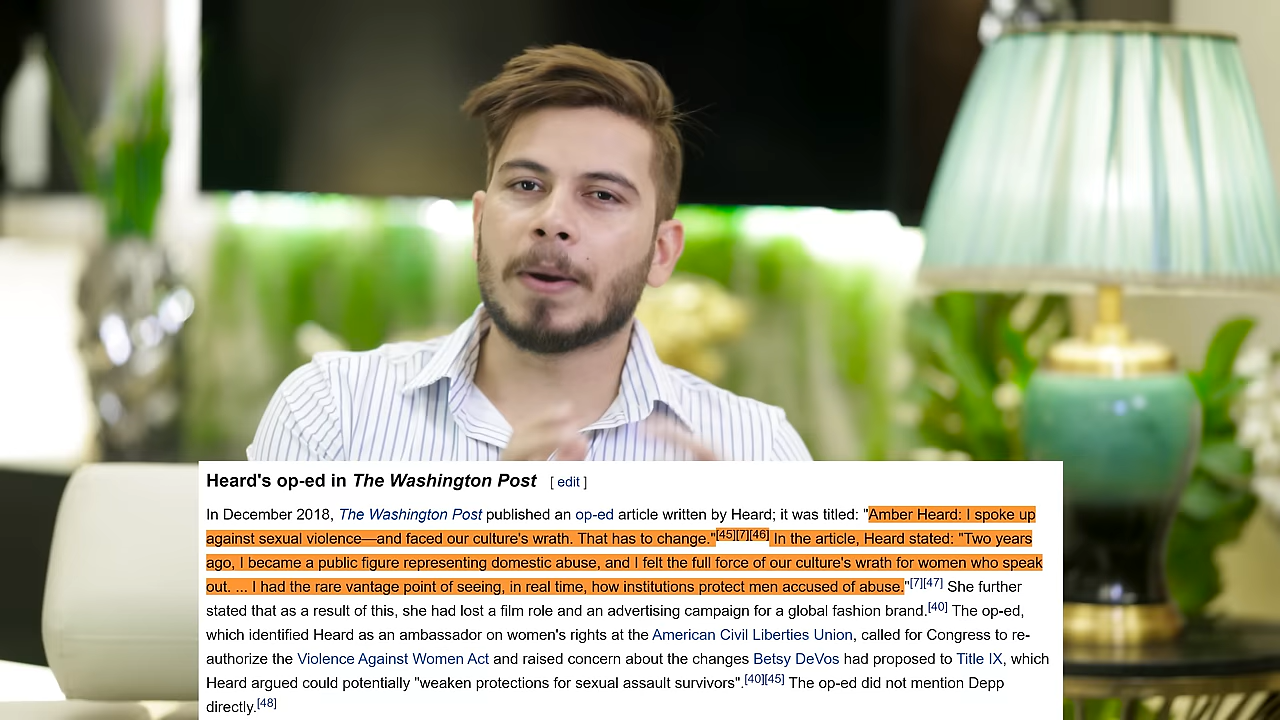 Heard's op-ed in The Washington Post [ edit ]
In December 2018, The Washington Post published an op-ed article written by Heard; it was titled: "Amber Heard: I spoke up
against sexual violence—and faced our culture's wrath. That has to change."[45][7][46] In the article, Heard stated: "Two years
ago, I became a public figure representing domestic abuse, and I felt the full force of our culture's wrath for women who speak
out. ... I had the rare vantage point of seeing, in real time, how institutions protect men accused of abuse."[7][47] She further
stated that as a result of this, she had lost a film role and an advertising campaign for a global fashion brand.[40] The op-ed,
which identified Heard as an ambassador on women's rights at the American Civil Liberties Union, called for Congress to re-
authorize the Violence Against Women Act and raised concern about the changes Betsy DeVos had proposed to Title IX, which
Heard argued could potentially "weaken protections for sexual assault survivors".[40][45] The op-ed did not mention Depp
directly.[48]